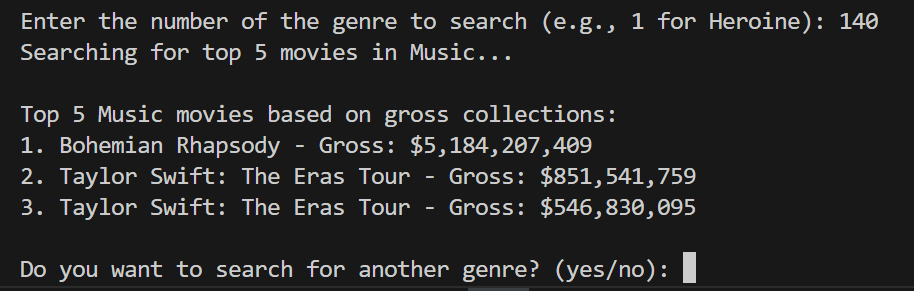 Enter the number of the genre to search (e.g., 1 for Heroine): 140
Searching for top 5 movies in Music...
Top 5 Music movies based on gross collections:
1. Bohemian Rhapsody - Gross: $5,184,207,409
2. Taylor Swift: The Eras Tour - Gross: $851,541,759
3. Taylor Swift: The Eras Tour - Gross: $546,830,095
Do you want to search for another genre? (yes/no):